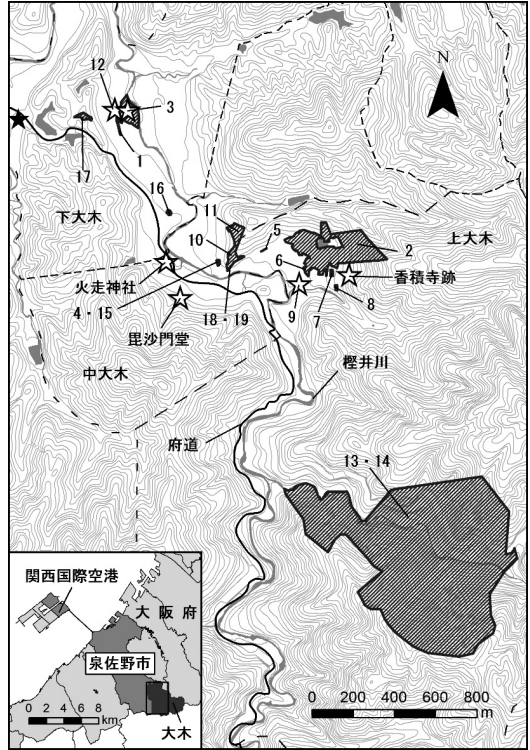 N
12
3
1
17
16
下大木
11
5
上大木
10
2
6
火走神社
香積寺跡
4・15
7
8
18・19
9
毘沙門堂
樫井川
中大木
府道
13・14
関西国際空港
大阪府
泉佐野市
0 2 4 6 8
km
大木
0 200 400 600 800
m